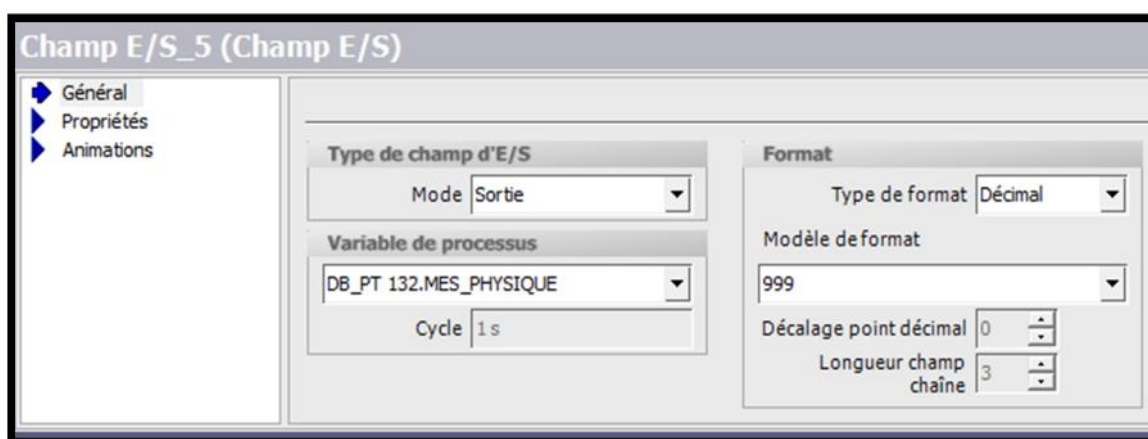 Champ E/S_5 (Champ E/S)
Général
Propriétés
Animations
Type de champ d'E/S
Mode Sortie
Variable de processus
DB_PT 132.MES_PHYSIQUE
Cycle 1 s
Format
Type de format Décimal
Modèle de format
999
Décalage point décimal 0
Longueur champ
chaîne 3